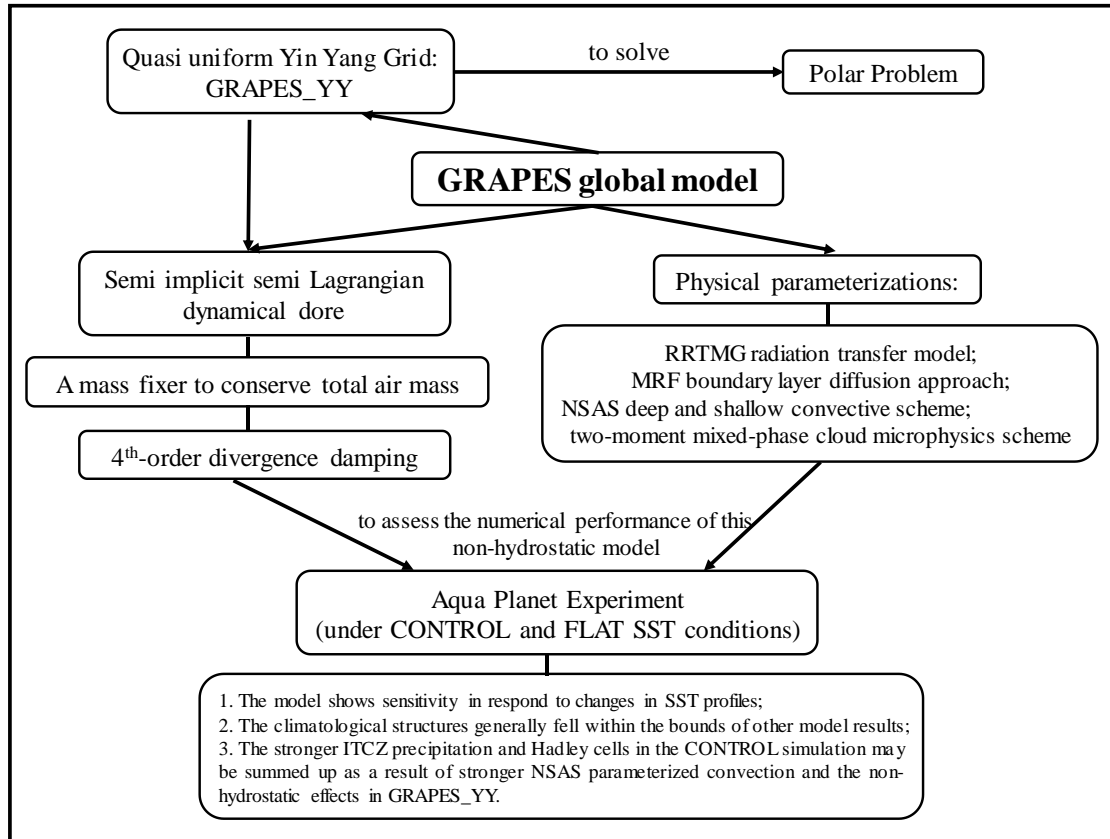 Quasi uniform Yin Yang Grid:
GRAPES_YY
to solve
Polar Problem
GRAPES global model
Semi implicit semi Lagrangian
dynamical dore
Physical parameterizations:
A mass fixer to conserve total air mass
4th-order divergence damping
RRTMG radiation transfer model;
MRF boundary layer diffusion approach;
NSAS deep and shallow convective scheme;
two-moment mixed-phase cloud microphysics scheme
to assess the numerical performance of this
non-hydrostatic model
Aqua Planet Experiment
(under CONTROL and FLAT SST conditions)
1. The model shows sensitivity in respond to changes in SST profiles;
2. The climatological structures generally fell within the bounds of other model results;
3. The stronger ITCZ precipitation and Hadley cells in the CONTROL simulation may
be summed up as a result of stronger NSAS parameterized convection and the non-
hydrostatic effects in GRAPES_YY.